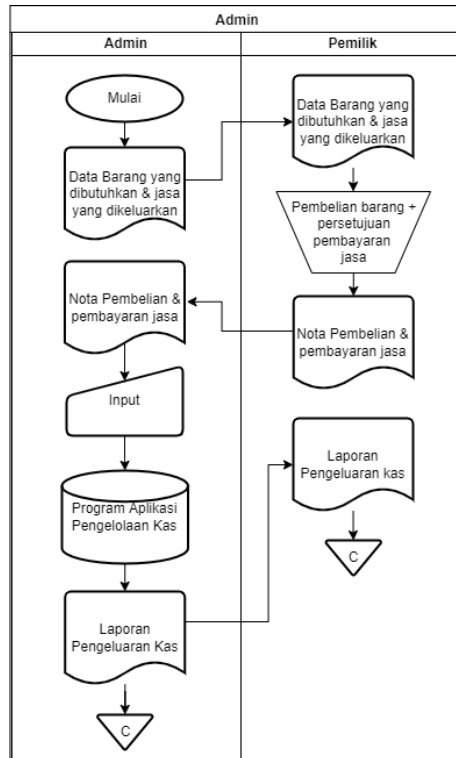 Admin
Admin
Pemilik
Mulai
Data Barang yang
dibutuhkan & jasa
yang dikeluarkan
Data Barang yang
dibutuhkan & jasa
yang dikeluarkan
Pembelian barang +
persetujuan
pembayaran
jasa
Nota Pembelian &
pembayaran jasa
Nota Pembelian &
pembayaran jasa
Input
Program Aplikasi
Pengelolaan Kas
Laporan
Pengeluaran Kas
C
Laporan
Pengeluaran kas
C